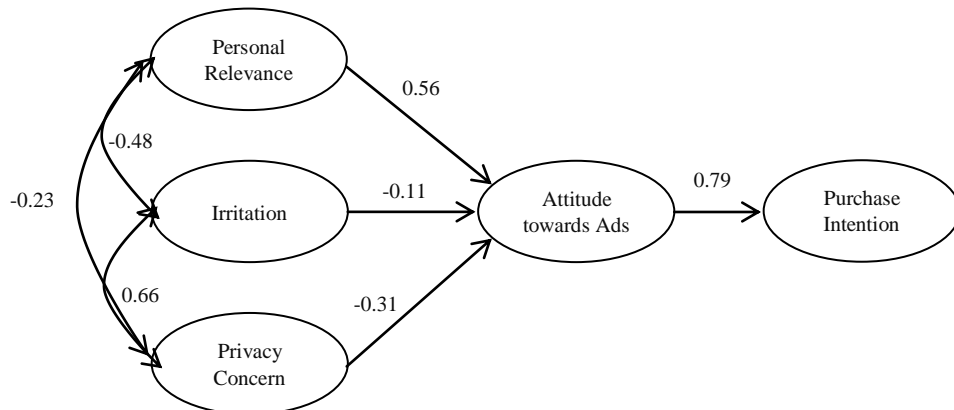 Personal
Relevance
0.56
-0.48
-0.23
Irritation
-0.11
Attitude
towards Ads
0.79
Purchase
Intention
0.66
-0.31
Privacy
Concern